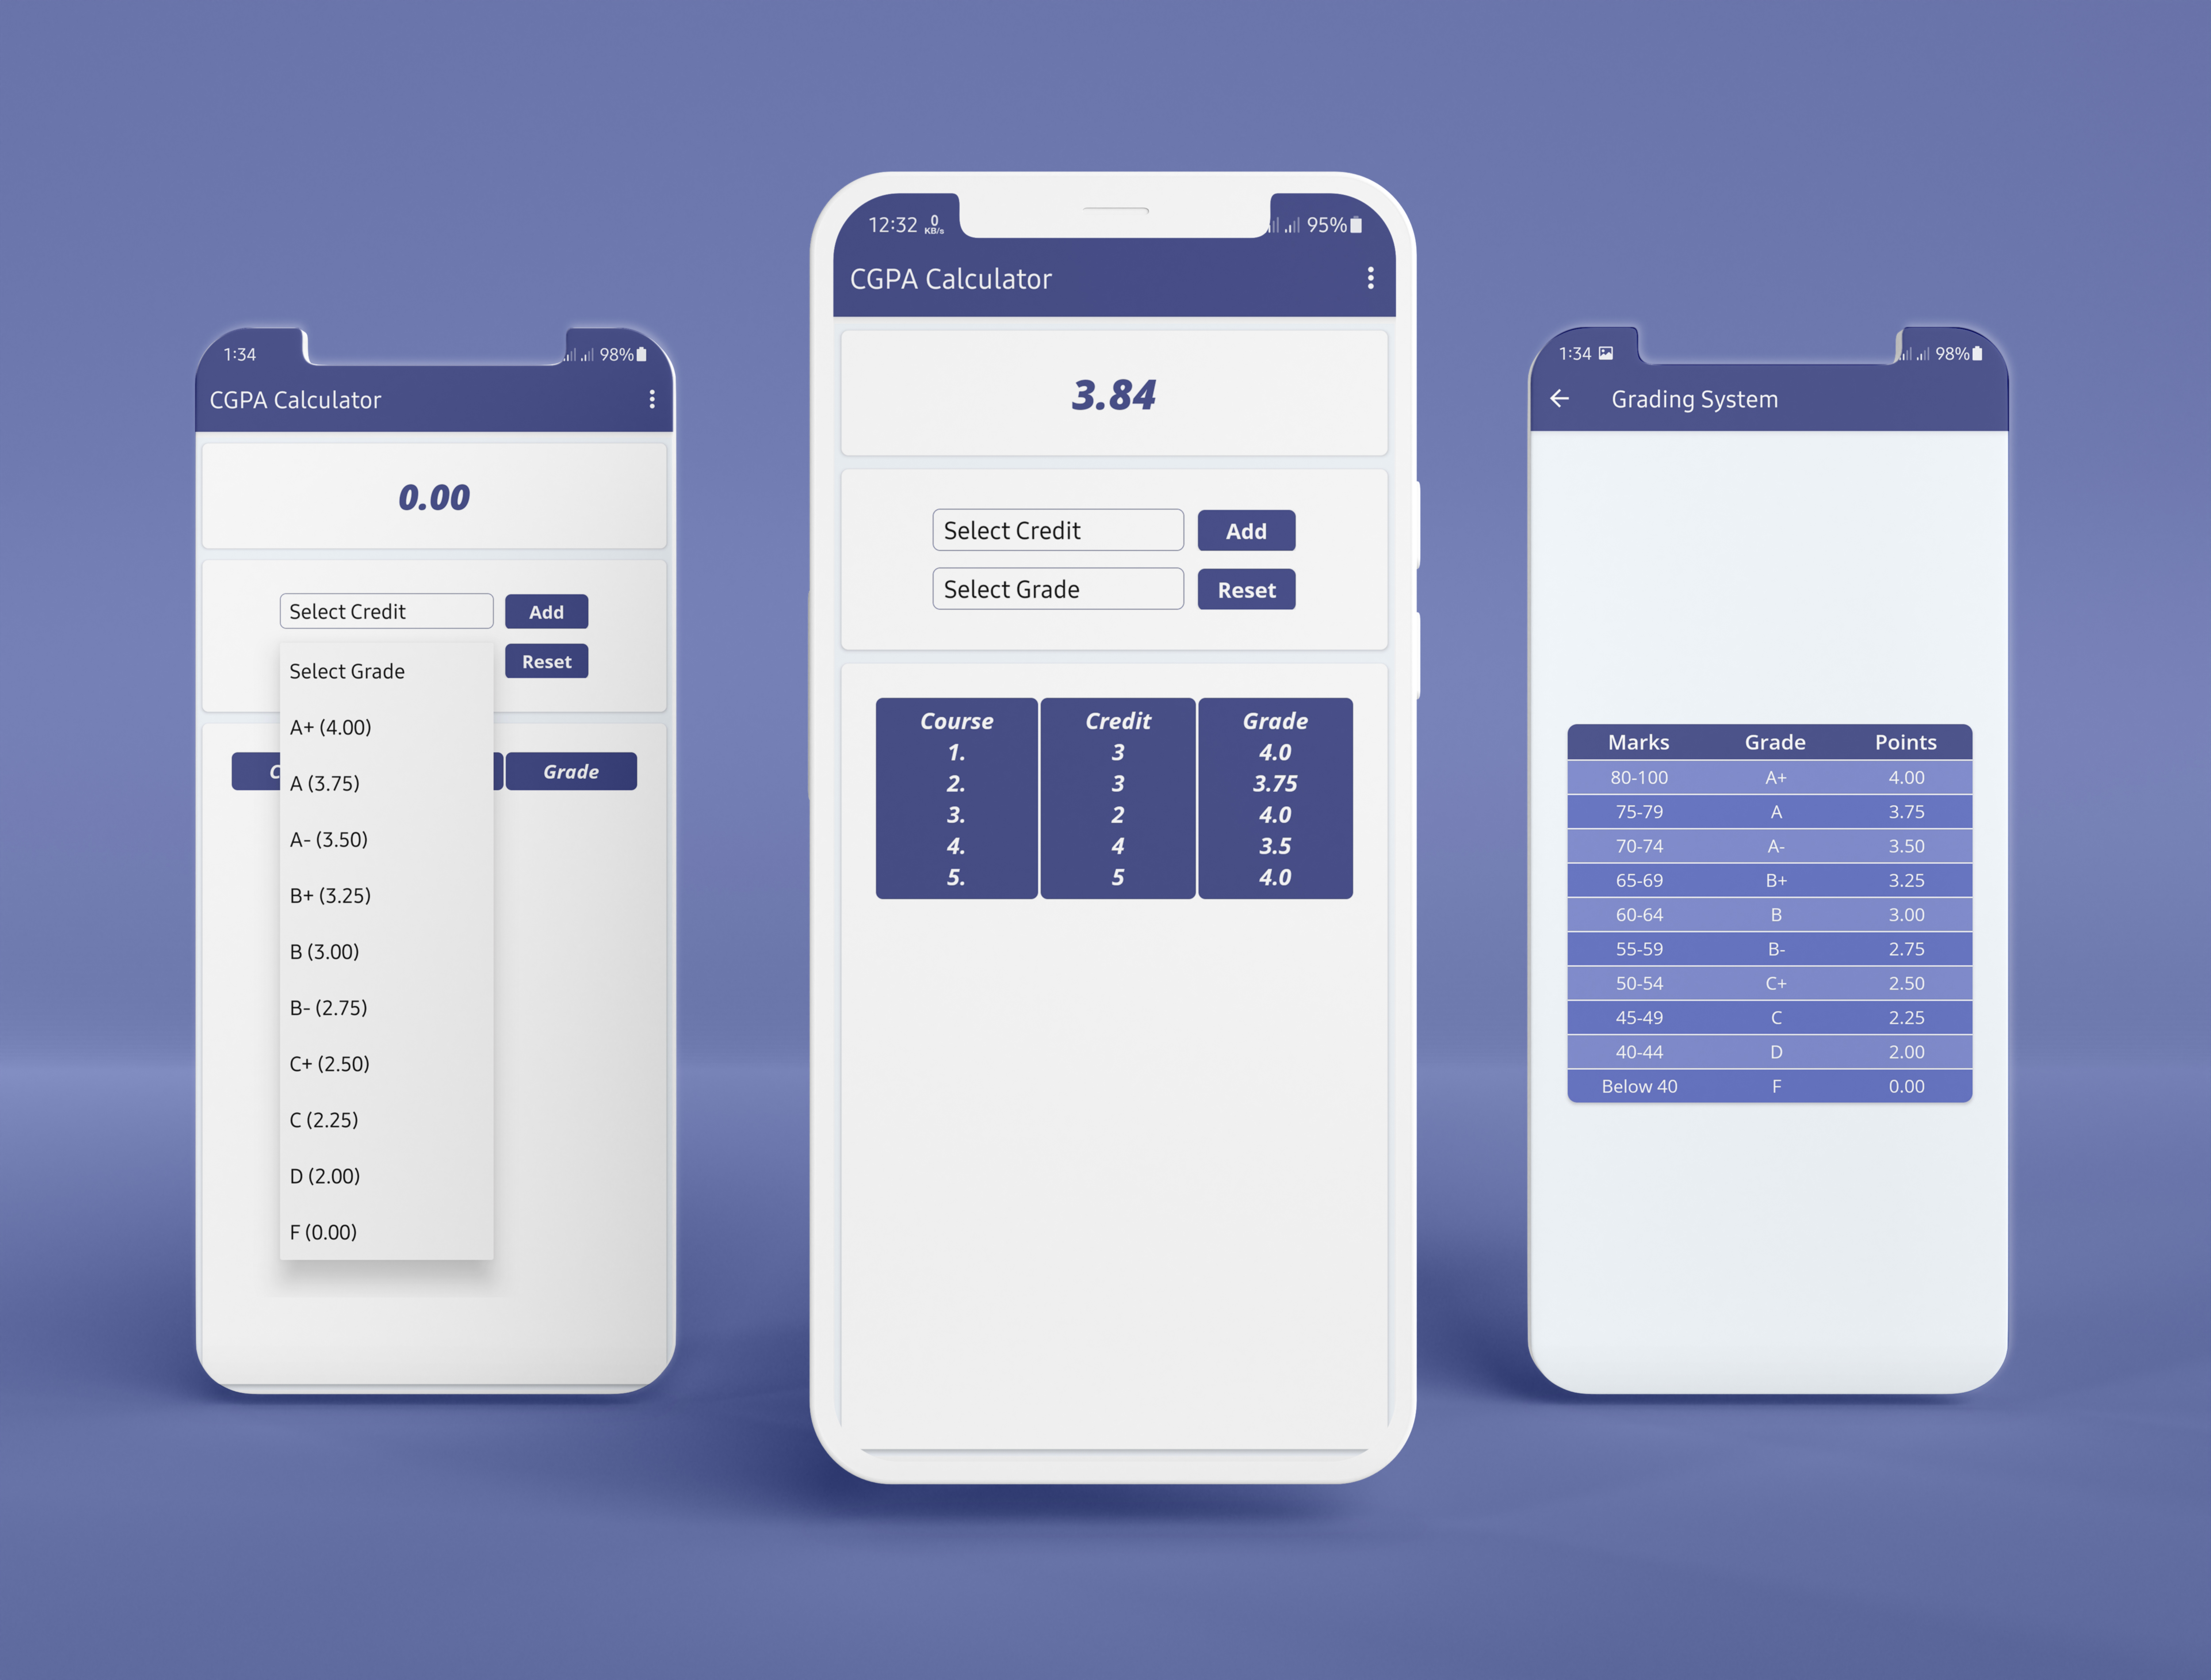 1:34
98%
CGPA Calculator
0.00
Select Credit
Add
Reset
Select Grade
A+ (4.00)
A (3.75)
A- (3.50)
B+ (3.25)
B (3.00)
B- (2.75)
C+ (2.50)
C (2.25)
D (2.00)
F (0.00)
C
Grade
12:32 0 KB/s
95%
CGPA Calculator
3.84
Select Credit
Add
Select Grade
Reset
Course Credit Grade
1. 3 4.0
2. 3 3.75
3. 2 4.0
4. 4 3.5
5. 5 4.0
1:34
98%
Grading System
Marks Grade Points
80-100 A+ 4.00
75-79 A 3.75
70-74 A- 3.50
65-69 B+ 3.25
60-64 B 3.00
55-59 B- 2.75
50-54 C+ 2.50
45-49 C 2.25
40-44 D 2.00
Below 40 F 0.00